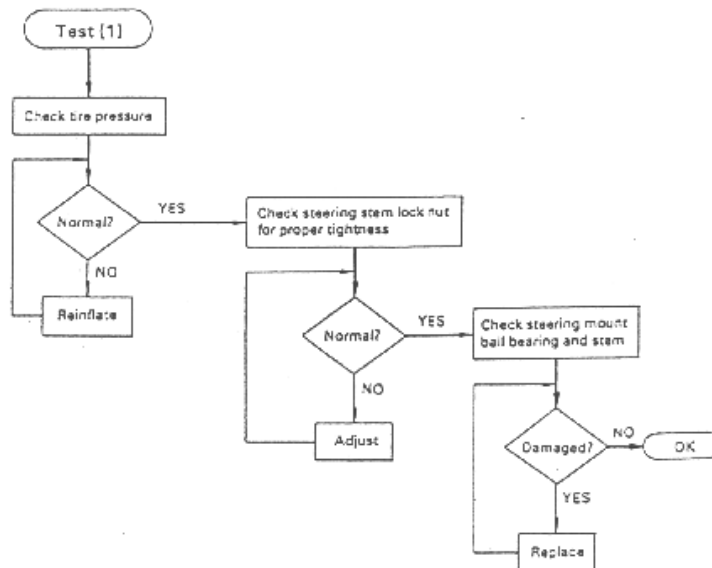 Test [1]
Check tire pressure
Normal?
YES
NO
Reinflate
Check steering stem lock nut
for proper tightness
Normal?
YES
NO
Adjust
Check steering mount
ball bearing and stem
Damaged?
NO
OK
YES
Replace